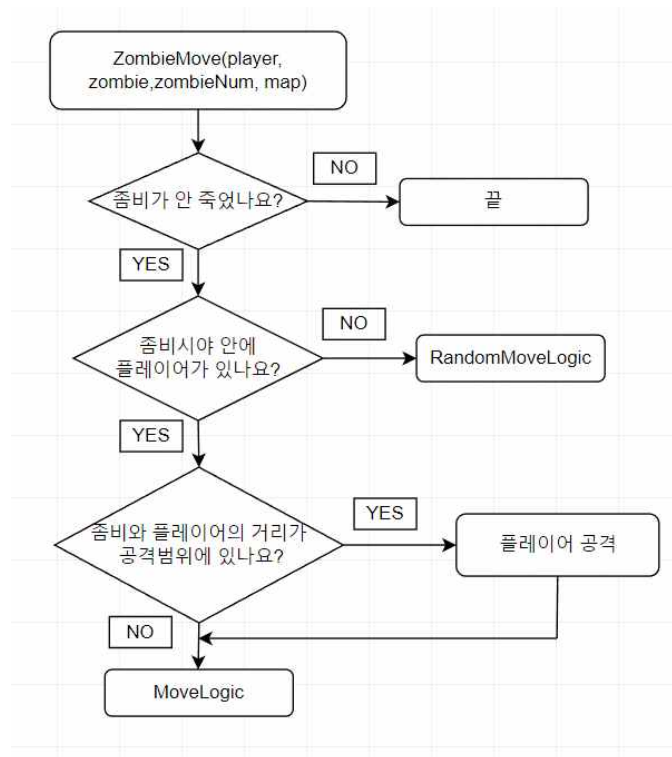 ZombieMove(player,
zombie,zombieNum, map)
NO
좀비가 안 죽었나요?
끝
YES
NO
좀비시야 안에
플레이어가 있나요?
RandomMoveLogic
YES
YES
좀비와 플레이어의 거리가
공격범위에 있나요?
플레이어 공격
NO
MoveLogic